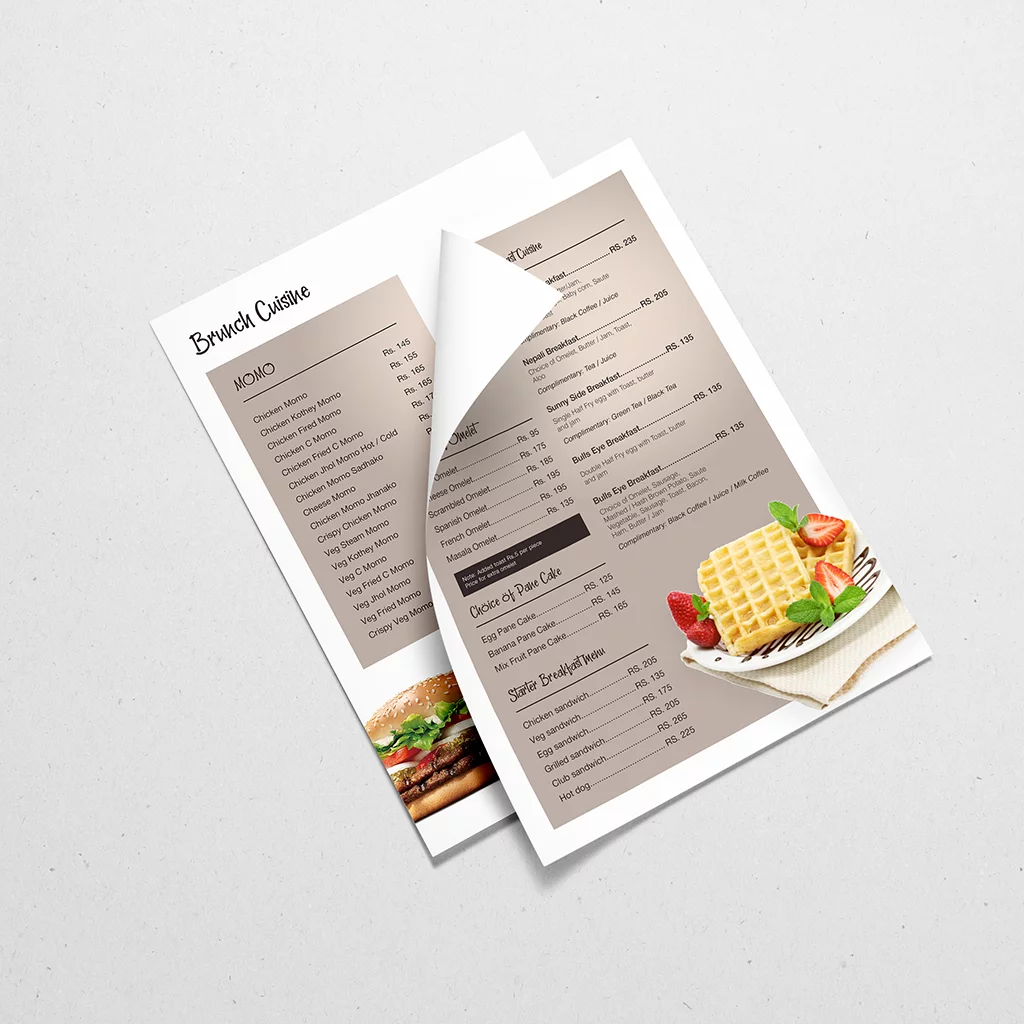 Brunch Cuisine
MOMO
Chicken Momo
Rs. 145
Chicken Kothey Momo
Rs. 155
Chicken Fired Momo
Rs. 165
Chicken C Momo
Rs. 165
Chicken Fried C Momo
Chicken Jhol Momo Hot / Cold
Chicken Momo Sadhako
Cheese Momo
Chicken Momo Jhanako
Crispy Chicken Momo
Veg Steam Momo
Veg Kothey Momo
Veg C Momo
Veg Fried C Momo
Veg Jhol Momo
Veg Fried Momo
Crispy Veg Momo
Omelet
Omelet............Rs. 95
Rs. 175
Scrambled Omelet............Rs. 185
Spanish Omelet............Rs. 195
French Omelet............Rs. 195
Masala Omelet............Rs. 135
Note: Added toast Rs.5 per piece
Price for extra omelet
Choice of Pane Cake
Egg Pane Cake............RS. 125
Banana Pane Cake............RS. 145
Mix Fruit Pane Cake............RS. 165
Starter Breakfast Menu
Chicken sandwich............RS. 205
Veg sandwich............RS. 135
Egg sandwich............RS. 175
Grilled sandwich............RS. 205
Club sandwich............RS. 265
Hot dog............RS. 225
Cuisine
RS. 235
baby corn, Saute
Black Coffee / Juice
Nepali Breakfast............RS. 205
Choice of Omelet, Butter / Jam, Toast,
Aloo
Complimentary: Tea / Juice
Sunny Side Breakfast............RS. 135
Single Half Fry egg with Toast, butter
and jam
Complimentary: Green Tea / Black Tea
Bulls Eye Breakfast............RS. 135
Double Half Fry egg with Toast, butter
and jam
Bulls Eye Breakfast............RS. 135
Choice of Omelet, Sausage,
Mashed / Hash Brown Potato, Saute
Vegetable, Sausage, Toast, Bacon,
Ham, Butter / Jam
Complimentary: Black Coffee / Juice / Milk Coffee